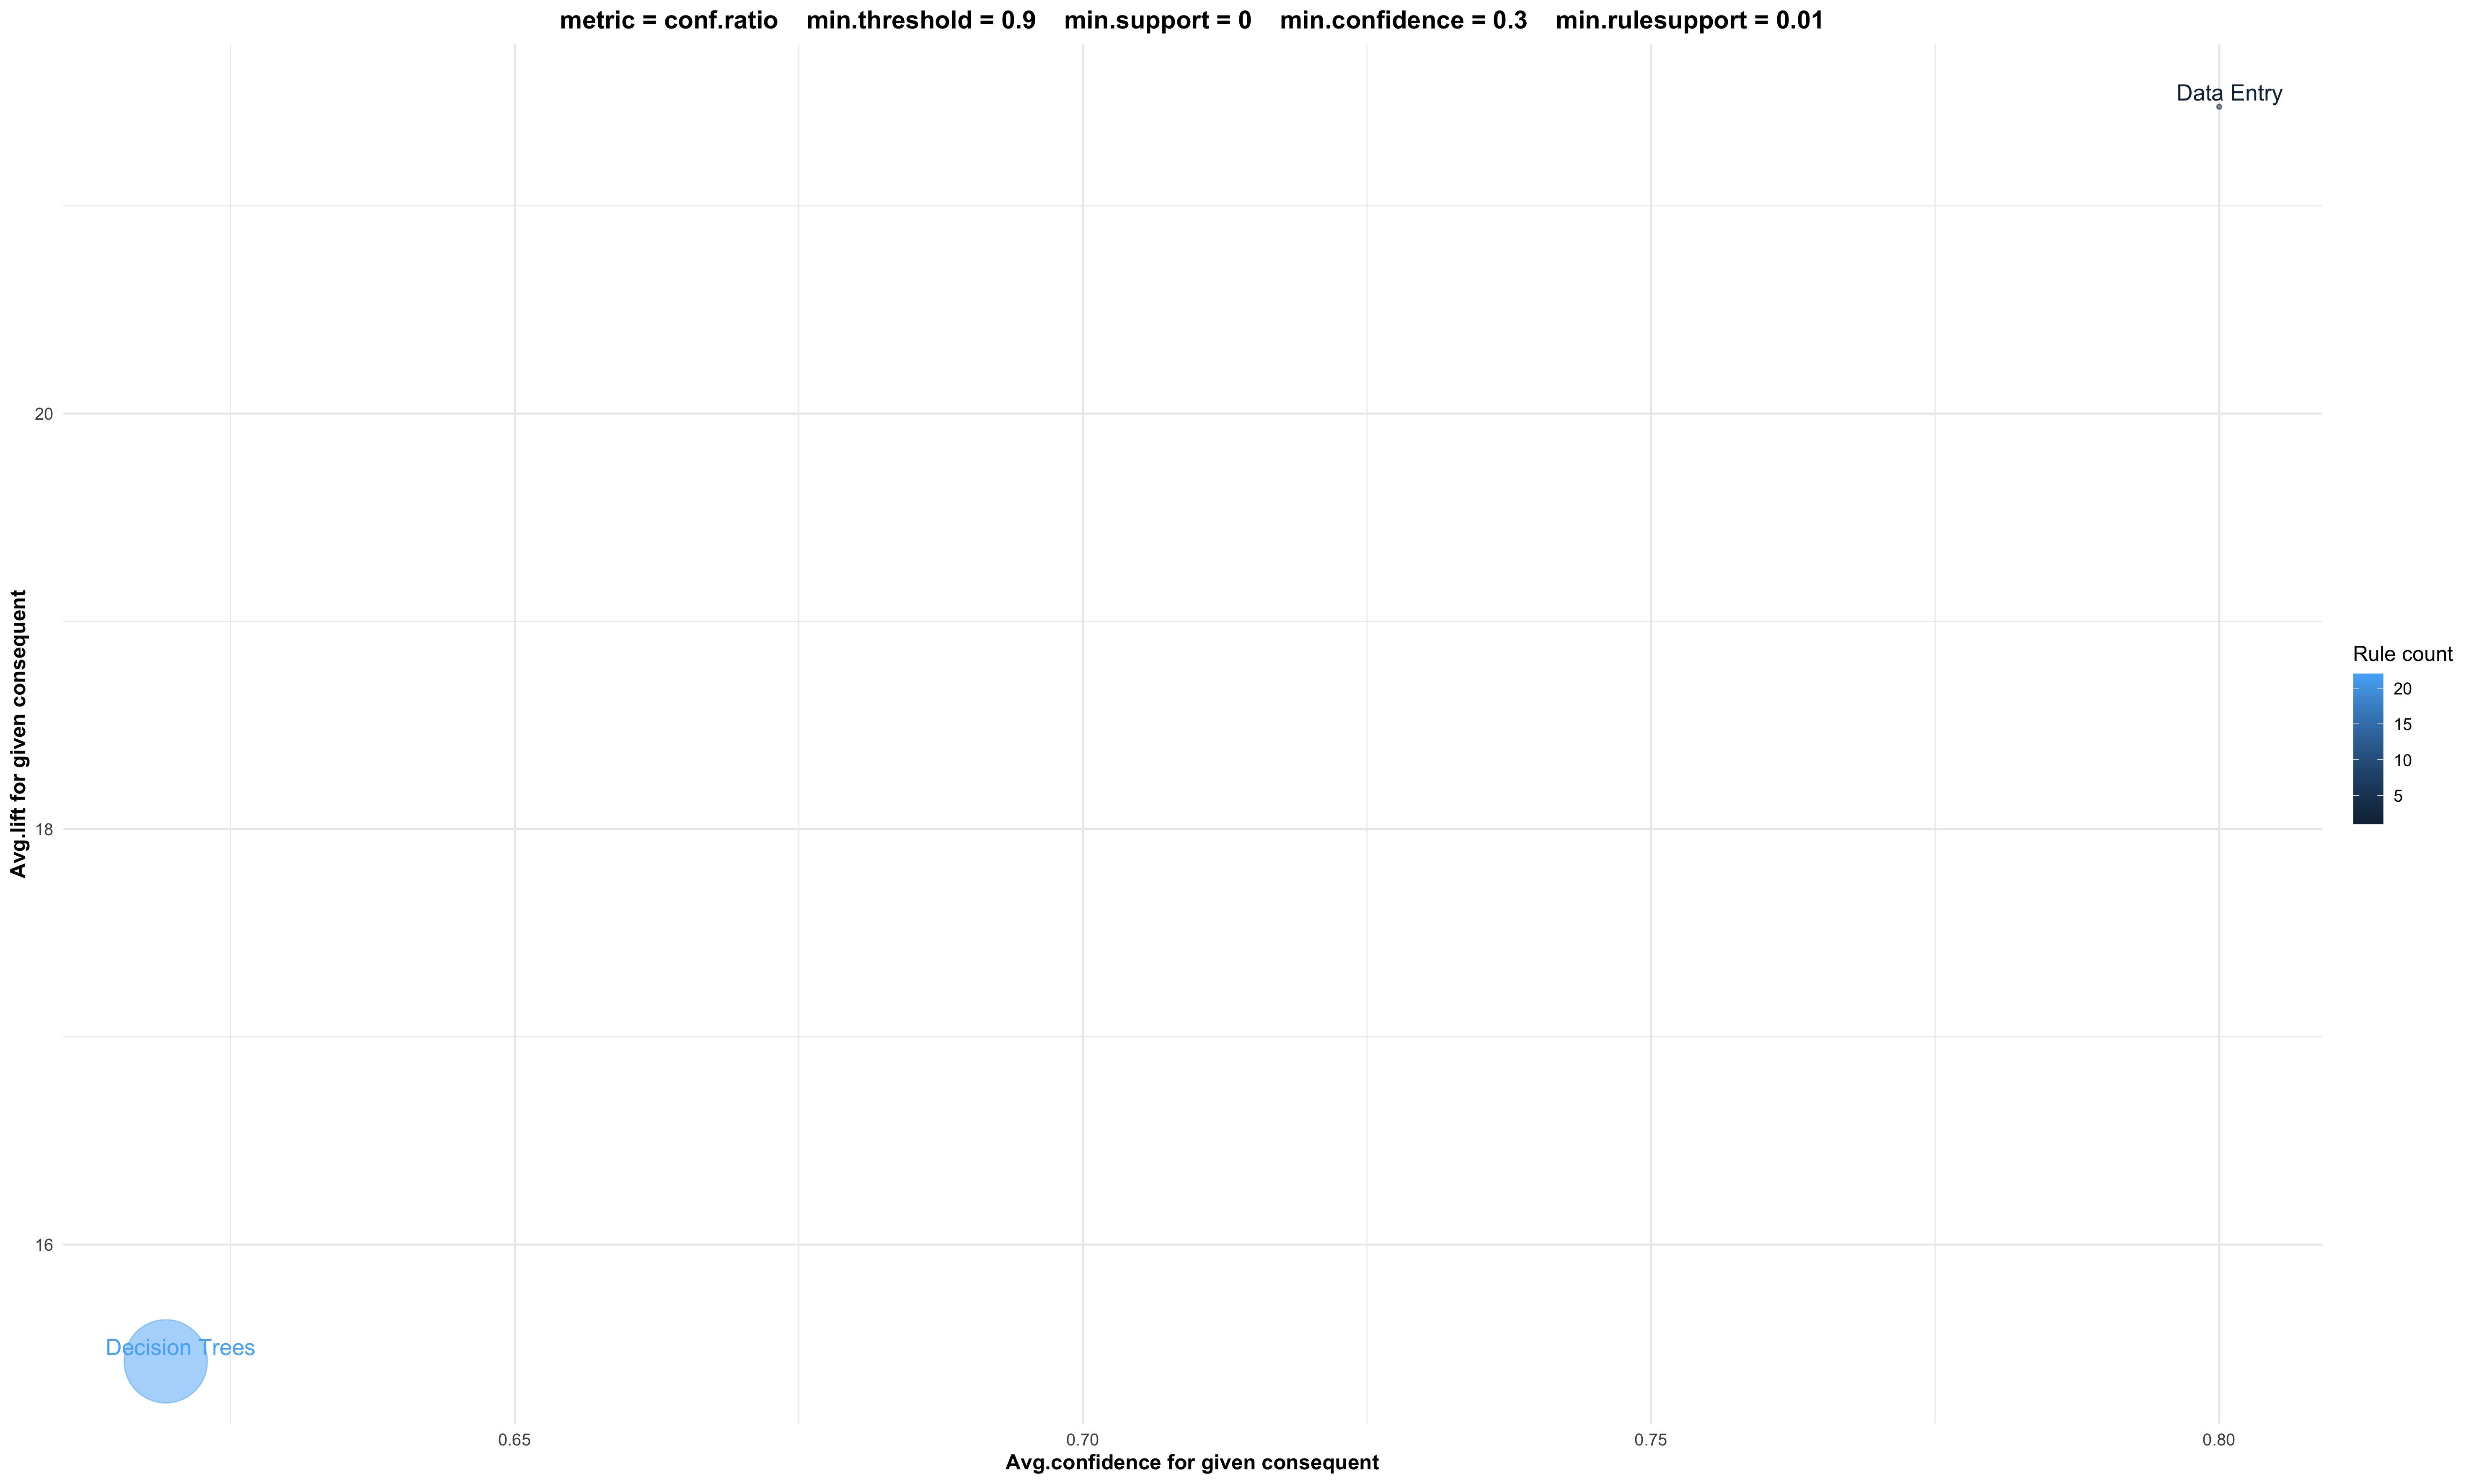 metric = conf.ratio    min.threshold = 0.9    min.support = 0    min.confidence = 0.3    min.rulesupport = 0.01
Data Entry
20
18
16
Avg.lift for given consequent
Decision Trees
0.65
0.70
0.75
0.80
Avg.confidence for given consequent
Rule count
20
15
10
5